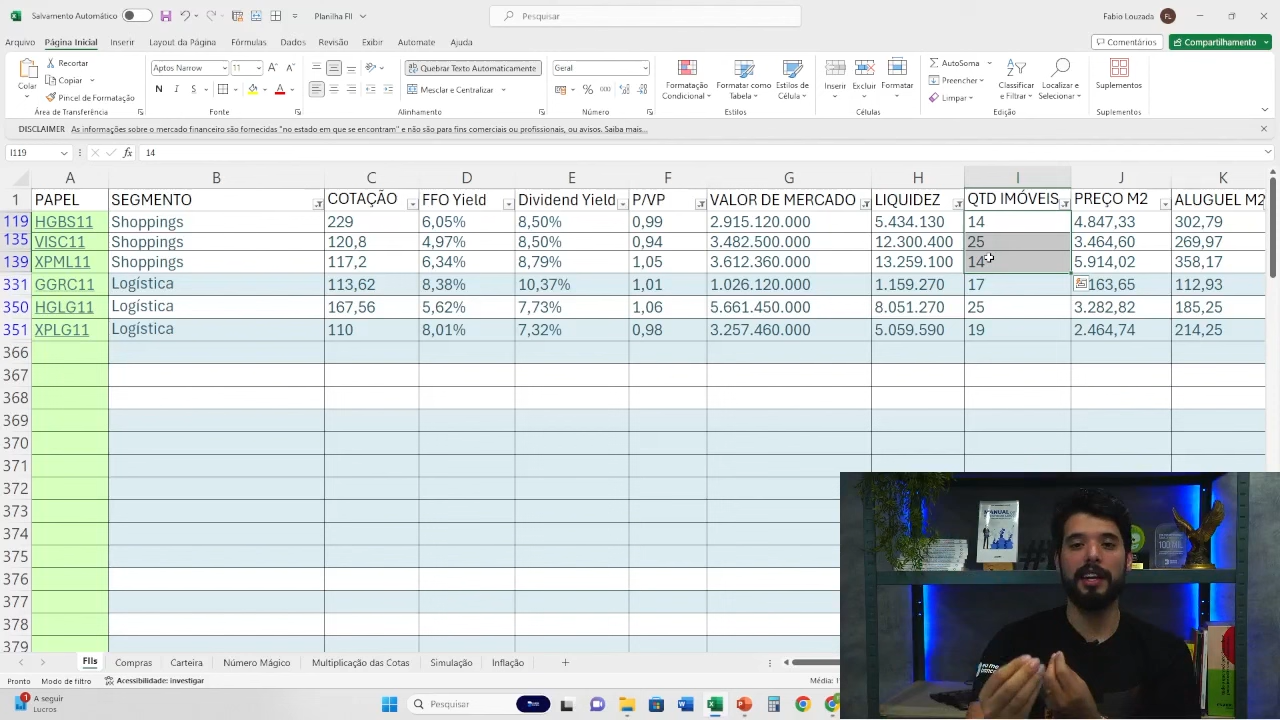 Salvamento Automático
Planilha FII
Pesquisar
Fabio Louzada
FL
Arquivo
Página Inicial
Inserir
Layout da Página
Fórmulas
Dados
Revisão
Exibir
Automate
Ajuda
Comentários
Compartilhamento
Colar
Recortar
Copiar
Pincel de Formatação
Área de Transferência
Aptos Narrow
11
N I S
Fonte
Quebrar Texto Automaticamente
Mesclar e Centralizar
Alinhamento
Geral
Número
Formatação Condicional
Formatar como Tabela
Estilos de Célula
Estilos
Inserir
Excluir
Formatar
Células
AutoSoma
Preencher
Limpar
Classificar e Filtrar
Localizar e Selecionar
Edição
Suplementos
Suplementos
DISCLAIMER As informações sobre o mercado financeiro são fornecidas "no estado em que se encontram" e não são para fins comerciais ou profissionais, ou avisos. Saiba mais...
I119
fx
14
A B C D E F G H I J K
1 PAPEL SEGMENTO COTAÇÃO FFO Yield Dividend Yield P/VP VALOR DE MERCADO LIQUIDEZ QTD IMÓVEIS PREÇO M2 ALUGUEL M2
119 HGBS11 Shoppings 229 6,05% 8,50% 0,99 2.915.120.000 5.434.130 14 4.847,33 302,79
135 VISC11 Shoppings 120,8 4,97% 8,50% 0,94 3.482.500.000 12.300.400 25 3.464,60 269,97
139 XPML11 Shoppings 117,2 6,34% 8,79% 1,05 3.612.360.000 13.259.100 14 5.914,02 358,17
331 GGRC11 Logística 113,62 8,38% 10,37% 1,01 1.026.120.000 1.159.270 17 163,65 112,93
350 HGLG11 Logística 167,56 5,62% 7,73% 1,06 5.661.450.000 8.051.270 25 3.282,82 185,25
351 XPLG11 Logística 110 8,01% 7,32% 0,98 3.257.460.000 5.059.590 19 2.464,74 214,25
366
367
368
369
370
371
372
373
374
375
376
377
378
379
MANUAL
100 MIL
FIIs
Compras
Carteira
Número Mágico
Multiplicação das Cotas
Simulação
Inflação
Pronto
Modo de filtro
Acessibilidade: investigar
A seguir
Lucros
Pesquisar